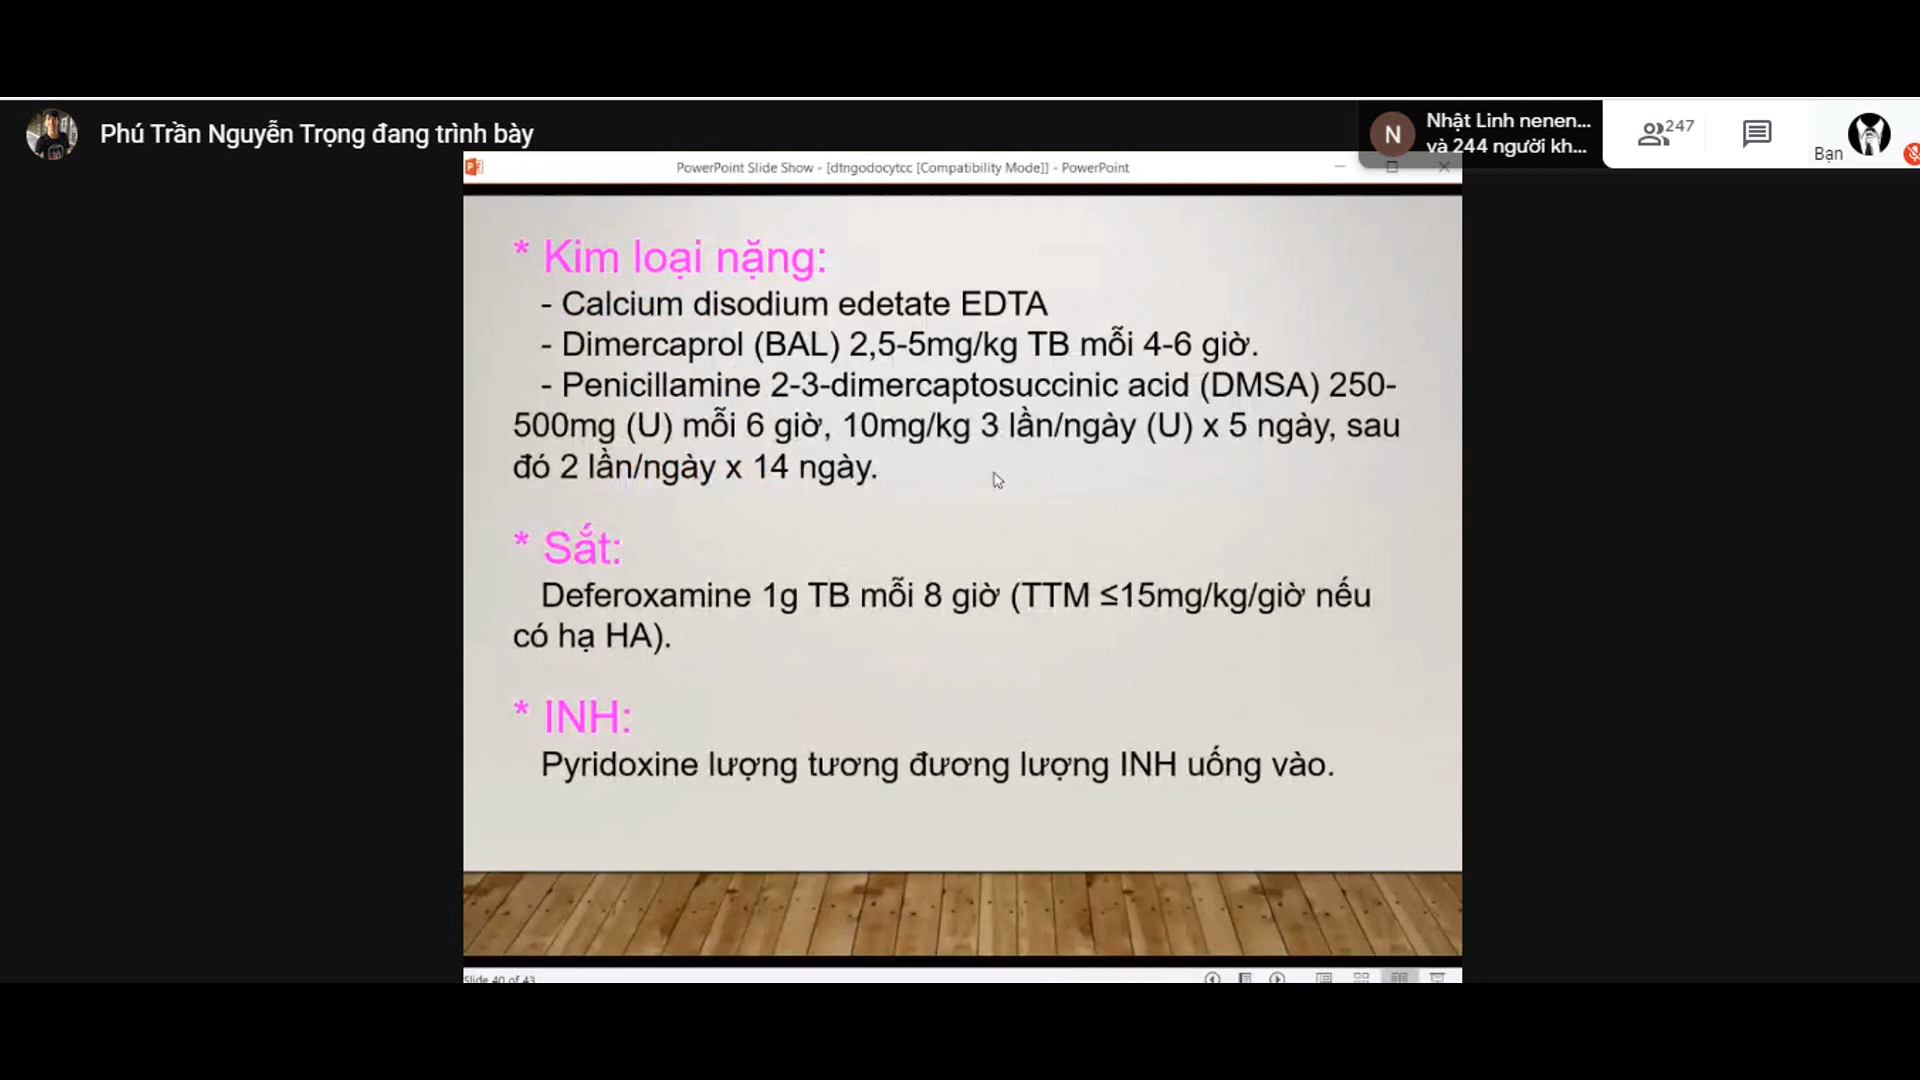 Phú Trần Nguyễn Trọng đang trình bày
N
Nhật Linh nenen...
và 244 người kh...
247
Bạn
PowerPoint Slide Show - [dtngodocytcc [Compatibility Mode]] - PowerPoint
* Kim loại nặng:
- Calcium disodium edetate EDTA
- Dimercaprol (BAL) 2,5-5mg/kg TB mỗi 4-6 giờ.
- Penicillamine 2-3-dimercaptosuccinic acid (DMSA) 250-
500mg (U) mỗi 6 giờ, 10mg/kg 3 lần/ngày (U) x 5 ngày, sau
đó 2 lần/ngày x 14 ngày.
* Sắt:
Deferoxamine 1g TB mỗi 8 giờ (TTM ≤15mg/kg/giờ nếu
có hạ HA).
* INH:
Pyridoxine lượng tương đương lượng INH uống vào.
Slide 40 of 43